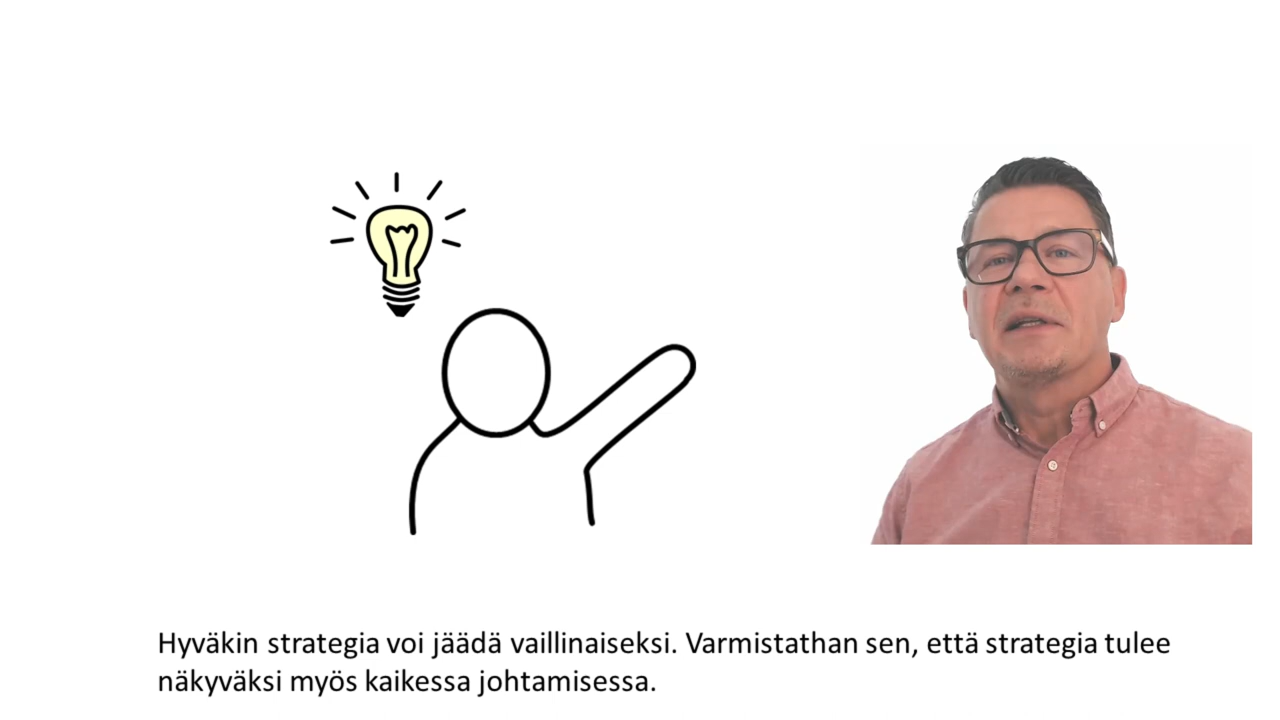 Hyväkin strategia voi jäädä vaillinaiseksi. Varmistathan sen, että strategia tulee
näkyväksi myös kaikessa johtamisessa.